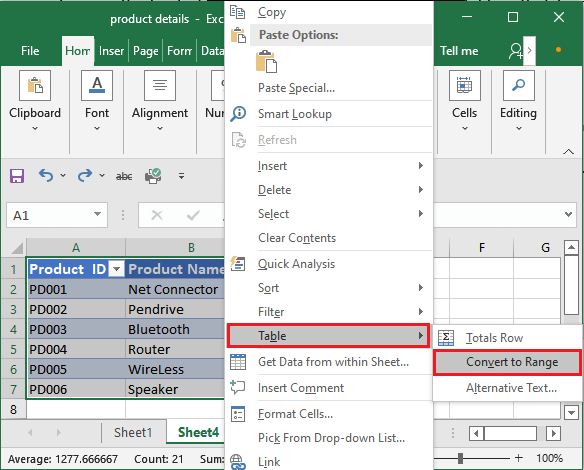 product details - Exc
File Hom Inser Page Form Data Tell me
Clipboard Font Alignment Nu Cells Editing
abc
A1
A B F G
1 Product ID Product Name
2 PD001 Net Connector
3 PD002 Pendrive
4 PD003 Bluetooth
5 PD004 Router
6 PD005 WireLess
7 PD006 Speaker
8
Sheet1 Sheet4
Average: 1277.666667 Count: 21 Sum: 100%
Copy
Paste Options:
Paste Special...
Smart Lookup
Refresh
Insert
Delete
Select
Clear Contents
Quick Analysis
Sort
Filter
Table
Get Data from within Sheet...
Insert Comment
Format Cells...
Pick From Drop-down List...
Link
Totals Row
Convert to Range
Alternative Text...